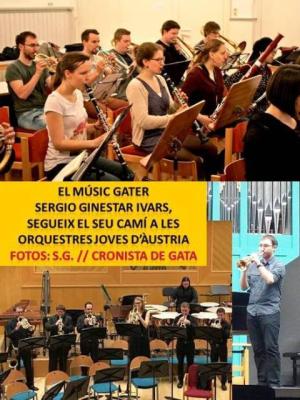 EL MÚSIC GATER
SERGIO GINESTAR IVARS,
SEGUEIX EL SEU CAMÍ A LES
ORQUESTRES JOVES D'ÀUSTRIA
FOTOS: S.G. // CRONISTA DE GATA